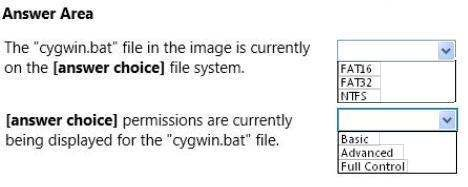 Answer Area
The "cygwin.bat" file in the image is currently
on the [answer choice] file system.
FAT16
FAT32
NTFS
[answer choice] permissions are currently
being displayed for the "cygwin.bat" file.
Basic
Advanced
Full Control